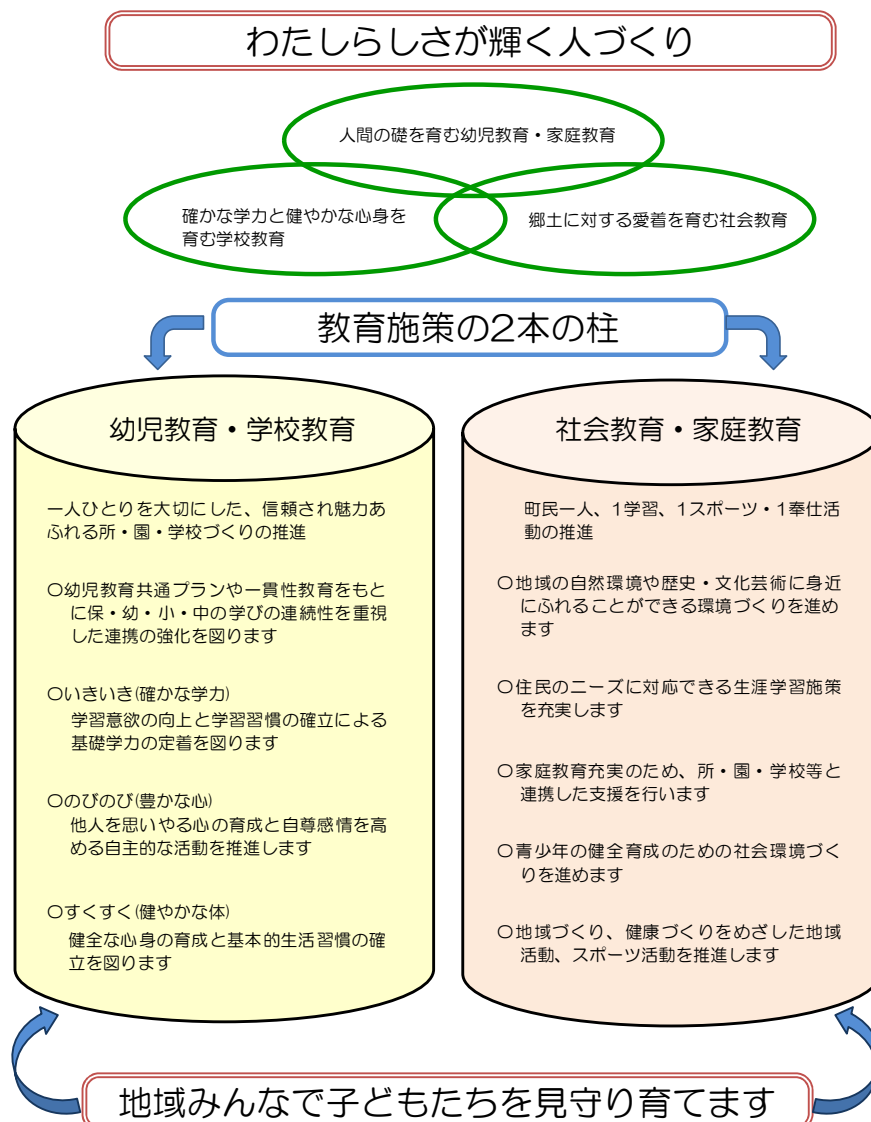 わたしらしさが輝く人づくり
人間の礎を育む幼児教育・家庭教育
確かな学力と健やかな心身を
育む学校教育
郷土に対する愛着を育む社会教育
教育施策の2本の柱
幼児教育・学校教育
一人ひとりを大切にした、信頼され魅力あ
ふれる所・園・学校づくりの推進
○幼児教育共通プランや一貫性教育をもと
に保・幼・小・中の学びの連続性を重視
した連携の強化を図ります
○いきいき(確かな学力)
学習意欲の向上と学習習慣の確立による
基礎学力の定着を図ります
○のびのび(豊かな心)
他人を思いやる心の育成と自尊感情を高
める自主的な活動を推進します
○すくすく(健やかな体)
健全な心身の育成と基本的生活習慣の確
立を図ります
社会教育・家庭教育
町民一人、1学習、1スポーツ・1奉仕活
動の推進
○地域の自然環境や歴史・文化芸術に身近
にふれることができる環境づくりを進め
ます
○住民のニーズに対応できる生涯学習施策
を充実します
○家庭教育充実のため、所・園・学校等と
連携した支援を行います
○青少年の健全育成のための社会環境づく
りを進めます
○地域づくり、健康づくりをめざした地域
活動、スポーツ活動を推進します
地域みんなで子どもたちを見守り育てます